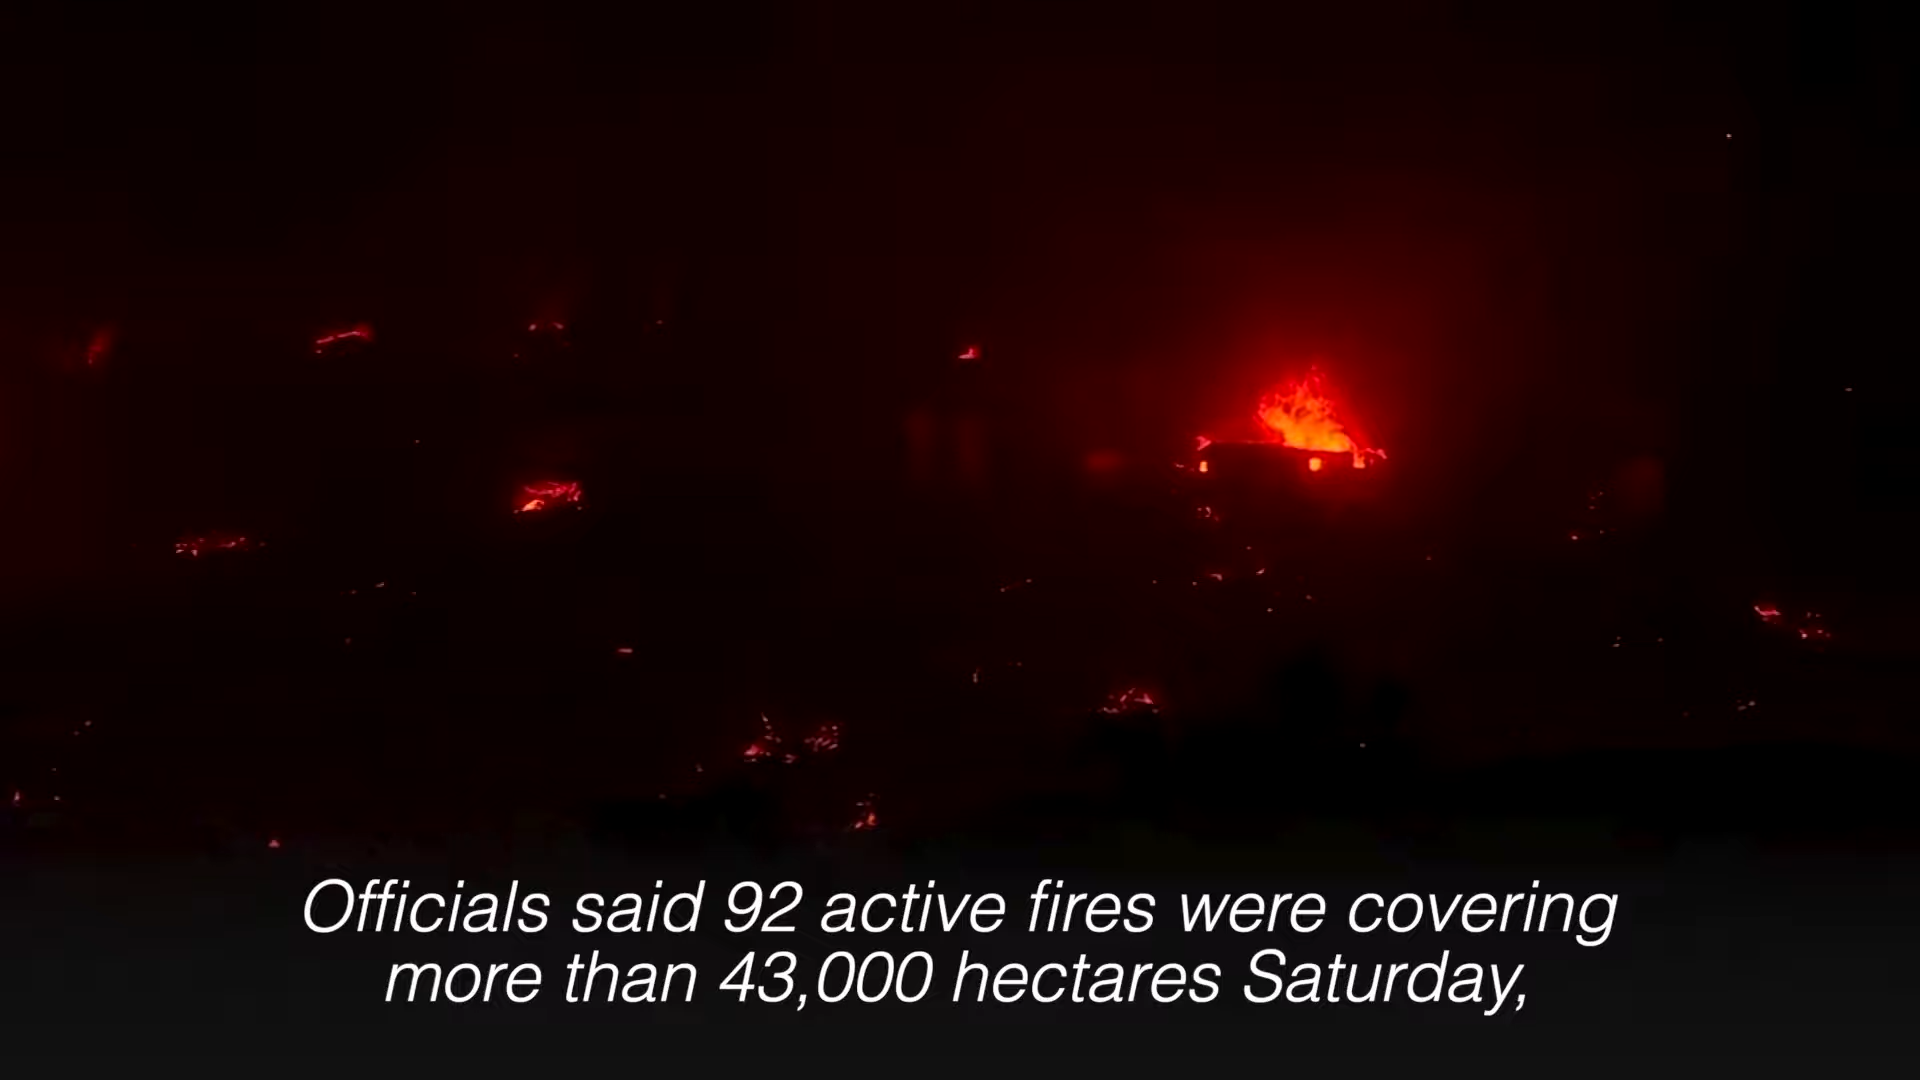 Officials said 92 active fires were covering
more than 43,000 hectares Saturday,